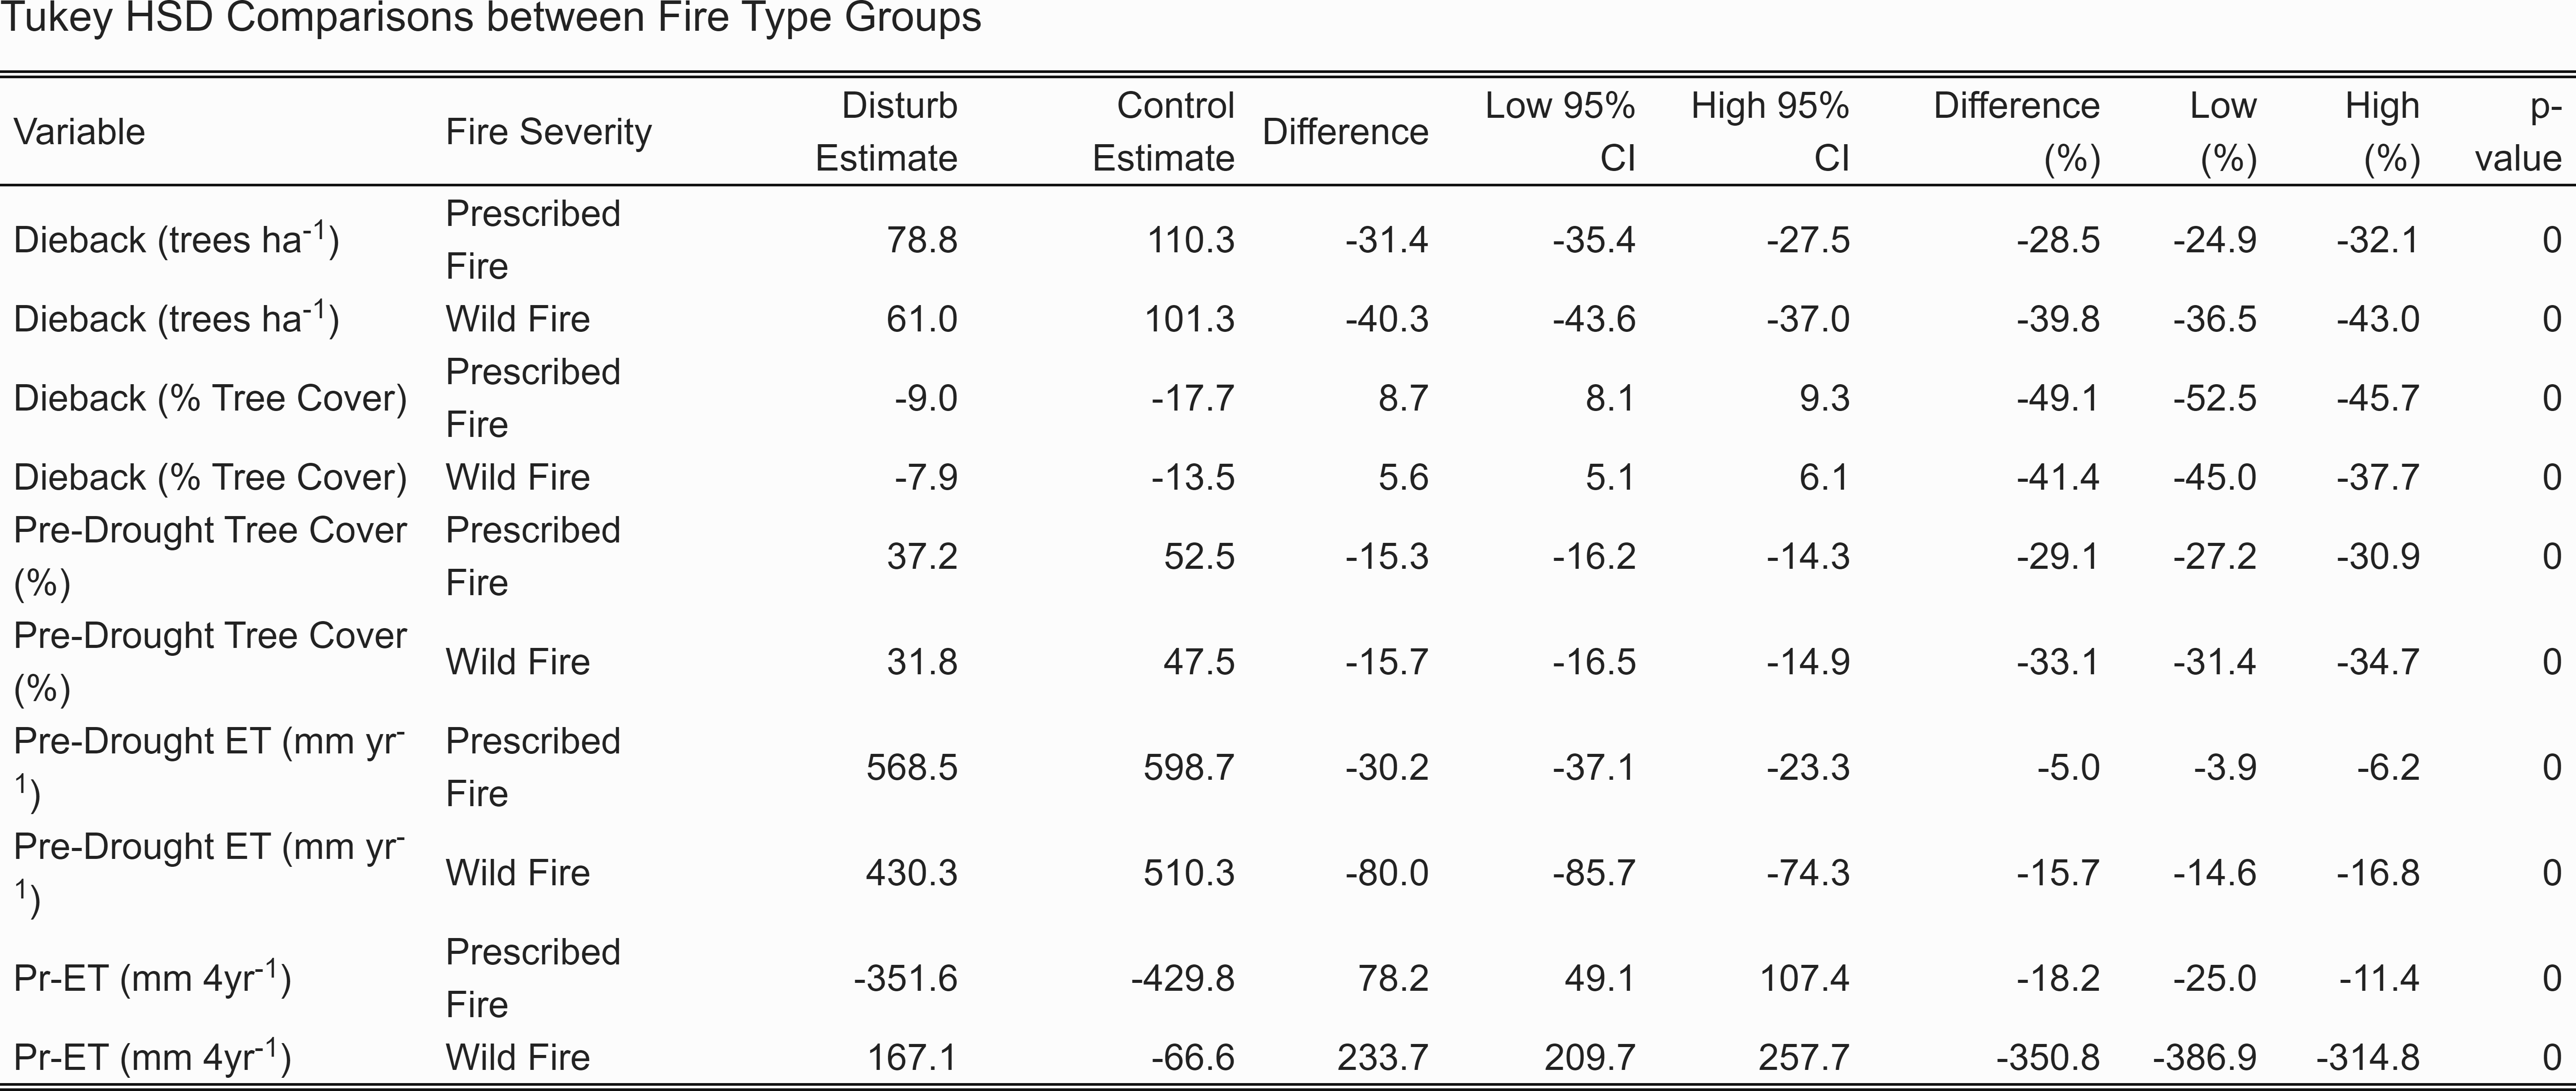 Tukey HSD Comparisons between Fire Type Groups
Variable Fire Severity Disturb Estimate Control Estimate Difference Low 95% CI High 95% CI Difference (%) Low (%) High (%) p-value
Dieback (trees ha-1) Prescribed Fire 78.8 110.3 -31.4 -35.4 -27.5 -28.5 -24.9 -32.1 0
Dieback (trees ha-1) Wild Fire 61.0 101.3 -40.3 -43.6 -37.0 -39.8 -36.5 -43.0 0
Dieback (% Tree Cover) Prescribed Fire -9.0 -17.7 8.7 8.1 9.3 -49.1 -52.5 -45.7 0
Dieback (% Tree Cover) Wild Fire -7.9 -13.5 5.6 5.1 6.1 -41.4 -45.0 -37.7 0
Pre-Drought Tree Cover (%) Prescribed Fire 37.2 52.5 -15.3 -16.2 -14.3 -29.1 -27.2 -30.9 0
Pre-Drought Tree Cover (%) Wild Fire 31.8 47.5 -15.7 -16.5 -14.9 -33.1 -31.4 -34.7 0
Pre-Drought ET (mm yr-1) Prescribed Fire 568.5 598.7 -30.2 -37.1 -23.3 -5.0 -3.9 -6.2 0
Pre-Drought ET (mm yr-1) Wild Fire 430.3 510.3 -80.0 -85.7 -74.3 -15.7 -14.6 -16.8 0
Pr-ET (mm 4yr-1) Prescribed Fire -351.6 -429.8 78.2 49.1 107.4 -18.2 -25.0 -11.4 0
Pr-ET (mm 4yr-1) Wild Fire 167.1 -66.6 233.7 209.7 257.7 -350.8 -386.9 -314.8 0